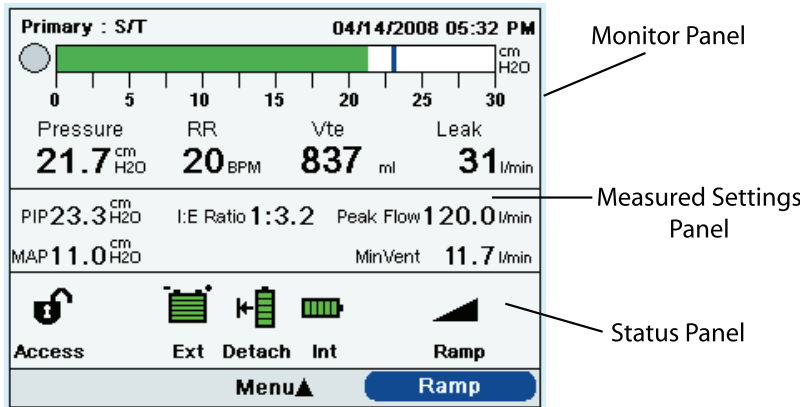 Primary : S/T 04/14/2008 05:32 PM
cm
H2O
0 5 10 15 20 25 30
Pressure RR Vte Leak
21.7 cm H2O 20 BPM 837 ml 31 l/min
PIP 23.3 cm H2O I:E Ratio 1:3.2 Peak Flow 120.0 l/min
MAP 11.0 cm H2O MinVent 11.7 l/min
Access Ext Detach Int Ramp
Menu▲ Ramp
Monitor Panel
Measured Settings
Panel
Status Panel